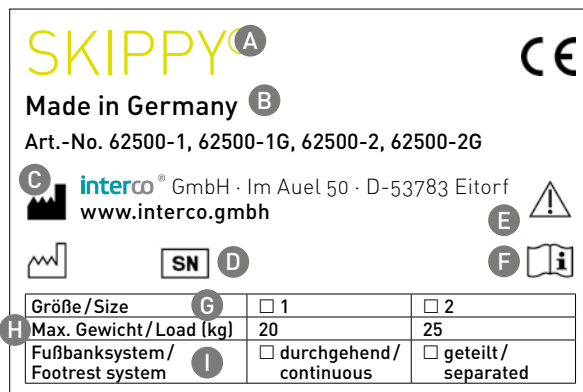 SKIPPY® A
CE
Made in Germany B
Art.-No. 62500-1, 62500-1G, 62500-2, 62500-2G
C
interco® GmbH · Im Auel 50 · D-53783 Eitorf
www.interco.gmbh
E
SN D
F i
Größe/Size G □ 1 □ 2
H Max. Gewicht/Load (kg) 20 25
Fußbanksystem/ I □ durchgehend/ □ geteilt/
Footrest system continuous separated